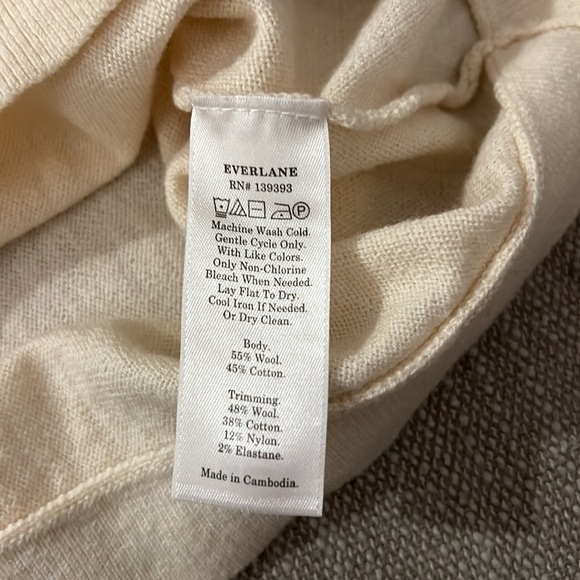 EVERLANE
RN# 139393
Machine Wash Cold.
Gentle Cycle Only.
With Like Colors.
Only Non-Chlorine
Bleach When Needed.
Lay Flat To Dry.
Cool Iron If Needed.
Or Dry Clean.
Body.
55% Wool.
45% Cotton.
Trimming.
48% Wool.
38% Cotton.
12% Nylon.
2% Elastane.
Made in Cambodia.